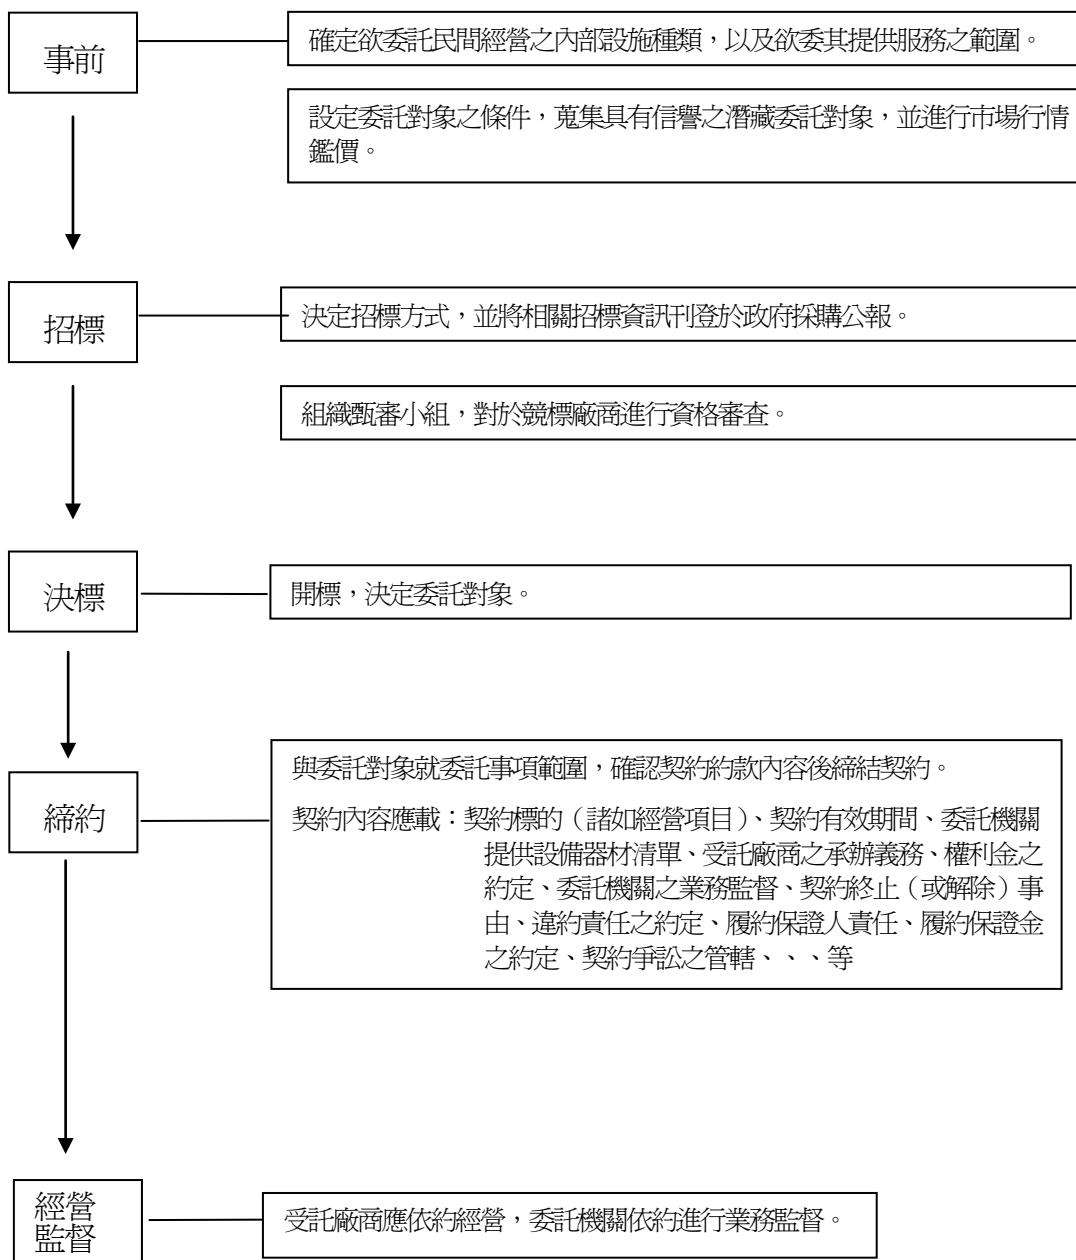 事前
確定欲委託民間經營之內部設施種類，以及欲委其提供服務之範圍。
設定委託對象之條件，蒐集具有信譽之潛藏委託對象，並進行市場行情
鑑價。
招標
決定招標方式，並將相關招標資訊刊登於政府採購公報。
組織甄審小組，對於競標廠商進行資格審查。
決標
開標，決定委託對象。
締約
與委託對象就委託事項範圍，確認契約約款內容後締結契約。
契約內容應載：契約標的（諸如經營項目）、契約有效期間、委託機關
提供設備器材清單、受託廠商之承辦義務、權利金之
約定、委託機關之業務監督、契約終止（或解除）事
由、違約責任之約定、履約保證人責任、履約保證金
之約定、契約爭訟之管轄、、、等
經營
監督
受託廠商應依約經營，委託機關依約進行業務監督。